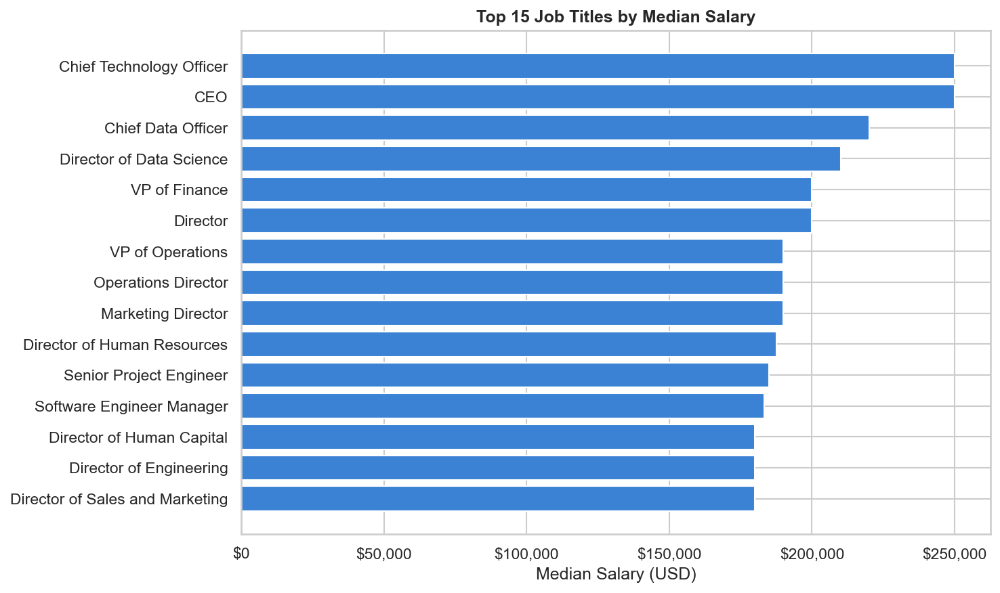 Top 15 Job Titles by Median Salary
Chief Technology Officer
CEO
Chief Data Officer
Director of Data Science
VP of Finance
Director
VP of Operations
Operations Director
Marketing Director
Director of Human Resources
Senior Project Engineer
Software Engineer Manager
Director of Human Capital
Director of Engineering
Director of Sales and Marketing
$0 $50,000 $100,000 $150,000 $200,000 $250,000
Median Salary (USD)